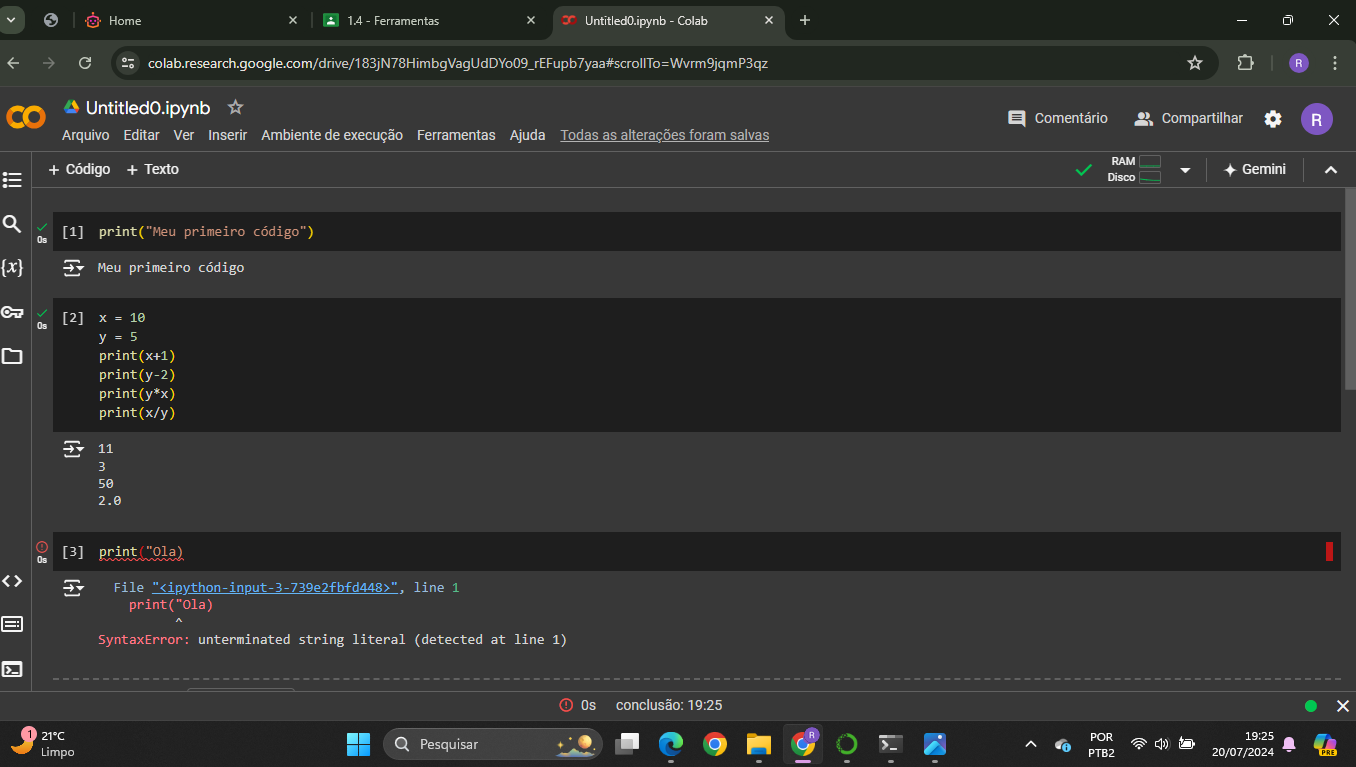 Home
1.4 - Ferramentas
Untitled0.ipynb - Colab
colab.research.google.com/drive/183jN78HimbgVagUdDYo09_rEFupb7yaa#scrollTo=Wvrm9jqmP3qz
R
Untitled0.ipynb
Arquivo Editar Ver Inserir Ambiente de execução Ferramentas Ajuda Todas as alterações foram salvas
Comentário
Compartilhar
R
+ Código + Texto
RAM
Disco
Gemini
0s
[1] print("Meu primeiro código")
Meu primeiro código
0s
[2] x = 10
y = 5
print(x+1)
print(y-2)
print(y*x)
print(x/y)
11
3
50
2.0
0s
[3] print("Ola)
File "<ipython-input-3-739e2fbfd448>", line 1
print("Ola)
^
SyntaxError: unterminated string literal (detected at line 1)
0s conclusão: 19:25
1
21°C
Limpo
Pesquisar
R
POR
PTB2
19:25
20/07/2024
PRE